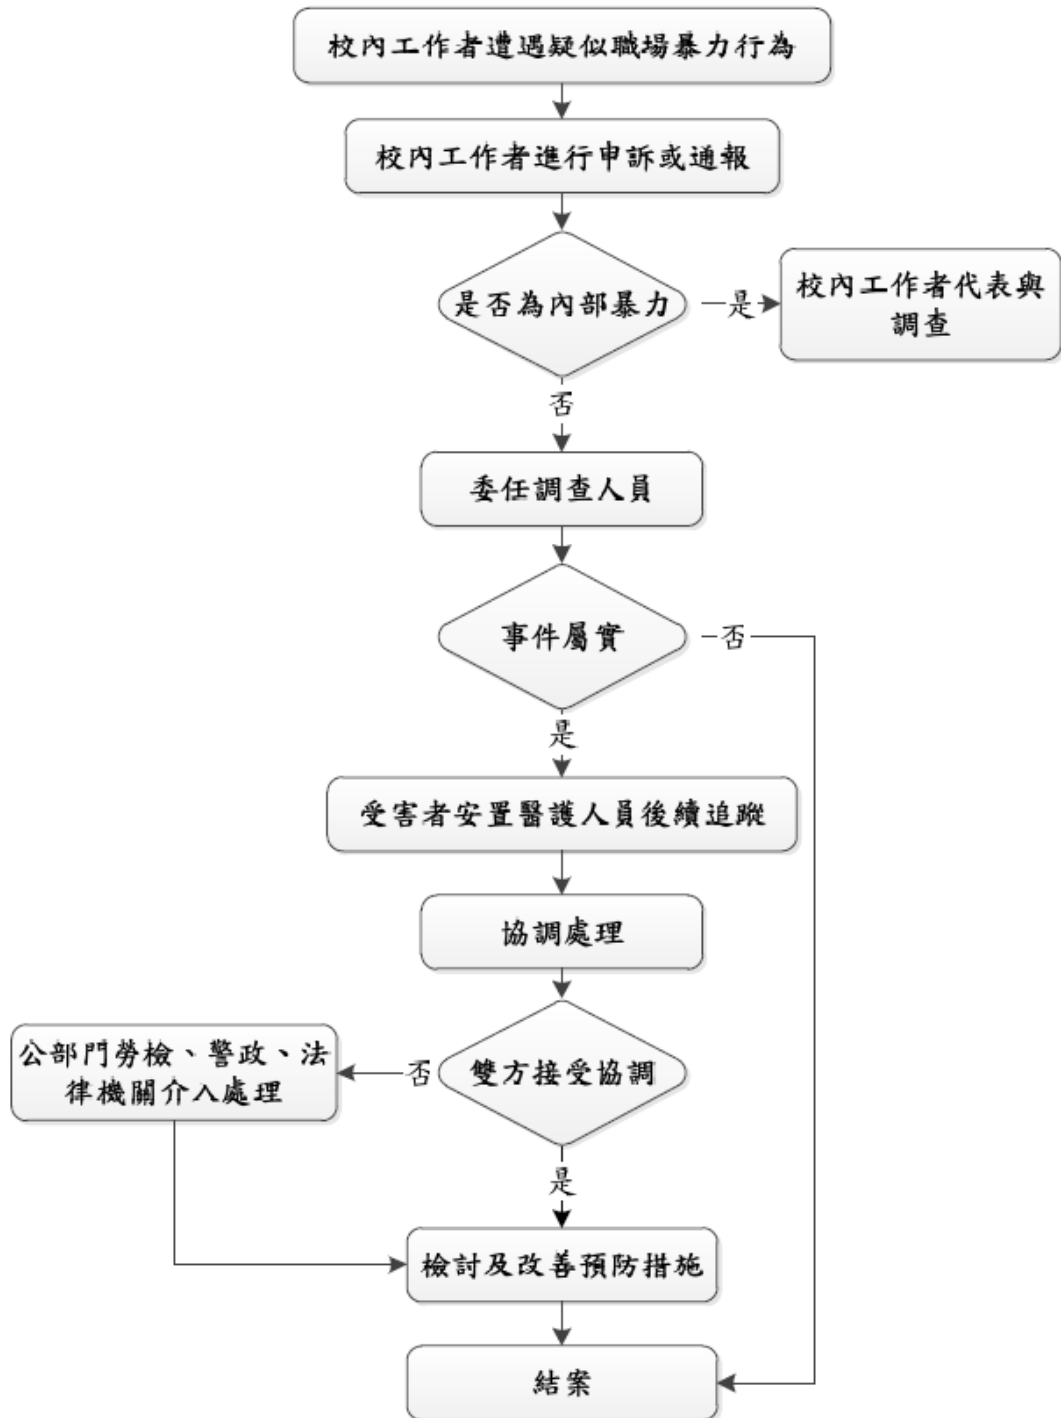 校內工作者遭遇疑似職場暴力行為
校內工作者進行申訴或通報
是否為內部暴力
是
校內工作者代表與
調查
否
委任調查人員
事件屬實
否
是
受害者安置醫護人員後續追蹤
協調處理
雙方接受協調
否
公部門勞檢、警政、法
律機關介入處理
是
檢討及改善預防措施
結案